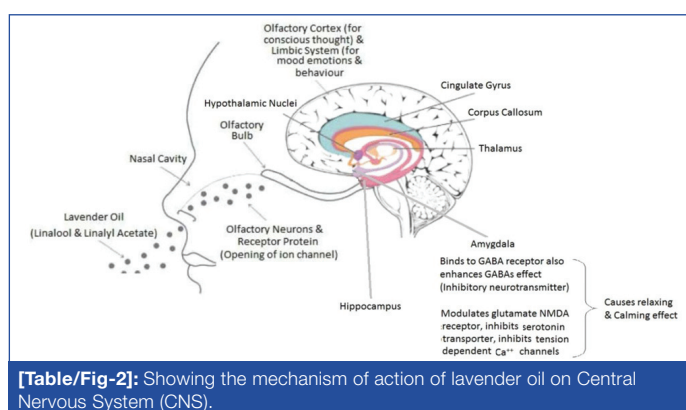 Olfactory Cortex (for
conscious thought) &
Limbic System (for
mood emotions &
behaviour
Cingulate Gyrus
Hypothalamic Nuclei
Corpus Callosum
Olfactory
Bulb
Thalamus
Nasal Cavity
Lavender Oil
(Linalool & Linalyl Acetate)
Olfactory Neurons &
Receptor Protein
(Opening of ion channel)
Amygdala
Binds to GABA receptor also
enhances GABAs effect
(Inhibitory neurotransmitter)
Hippocampus
Modulates glutamate NMDA
receptor, inhibits serotonin
transporter, inhibits tension
dependent Ca⁺⁺ channels
Causes relaxing
& Calming effect
[Table/Fig-2]: Showing the mechanism of action of lavender oil on Central
Nervous System (CNS).